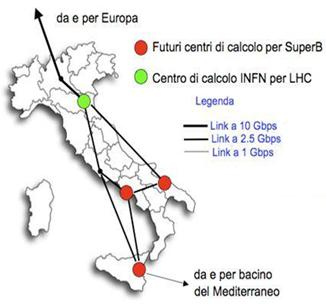 da e per Europa
Futuri centri di calcolo per SuperB
Centro di calcolo INFN per LHC
Legenda
Link a 10 Gbps
Link a 2.5 Gbps
Link a 1 Gbps
da e per bacino
del Mediterraneo